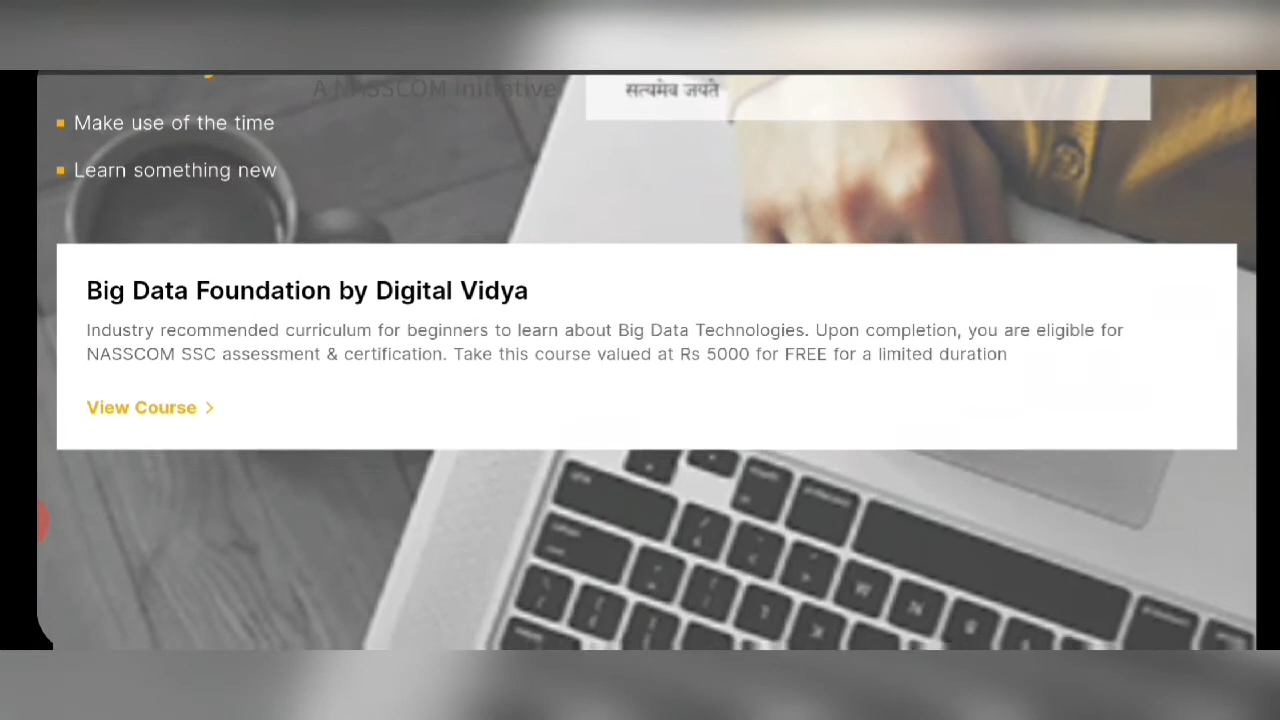 A NASSCOM initiative
सत्यमेव जयते
Make use of the time
Learn something new
Big Data Foundation by Digital Vidya
Industry recommended curriculum for beginners to learn about Big Data Technologies. Upon completion, you are eligible for
NASSCOM SSC assessment & certification. Take this course valued at Rs 5000 for FREE for a limited duration
View Course